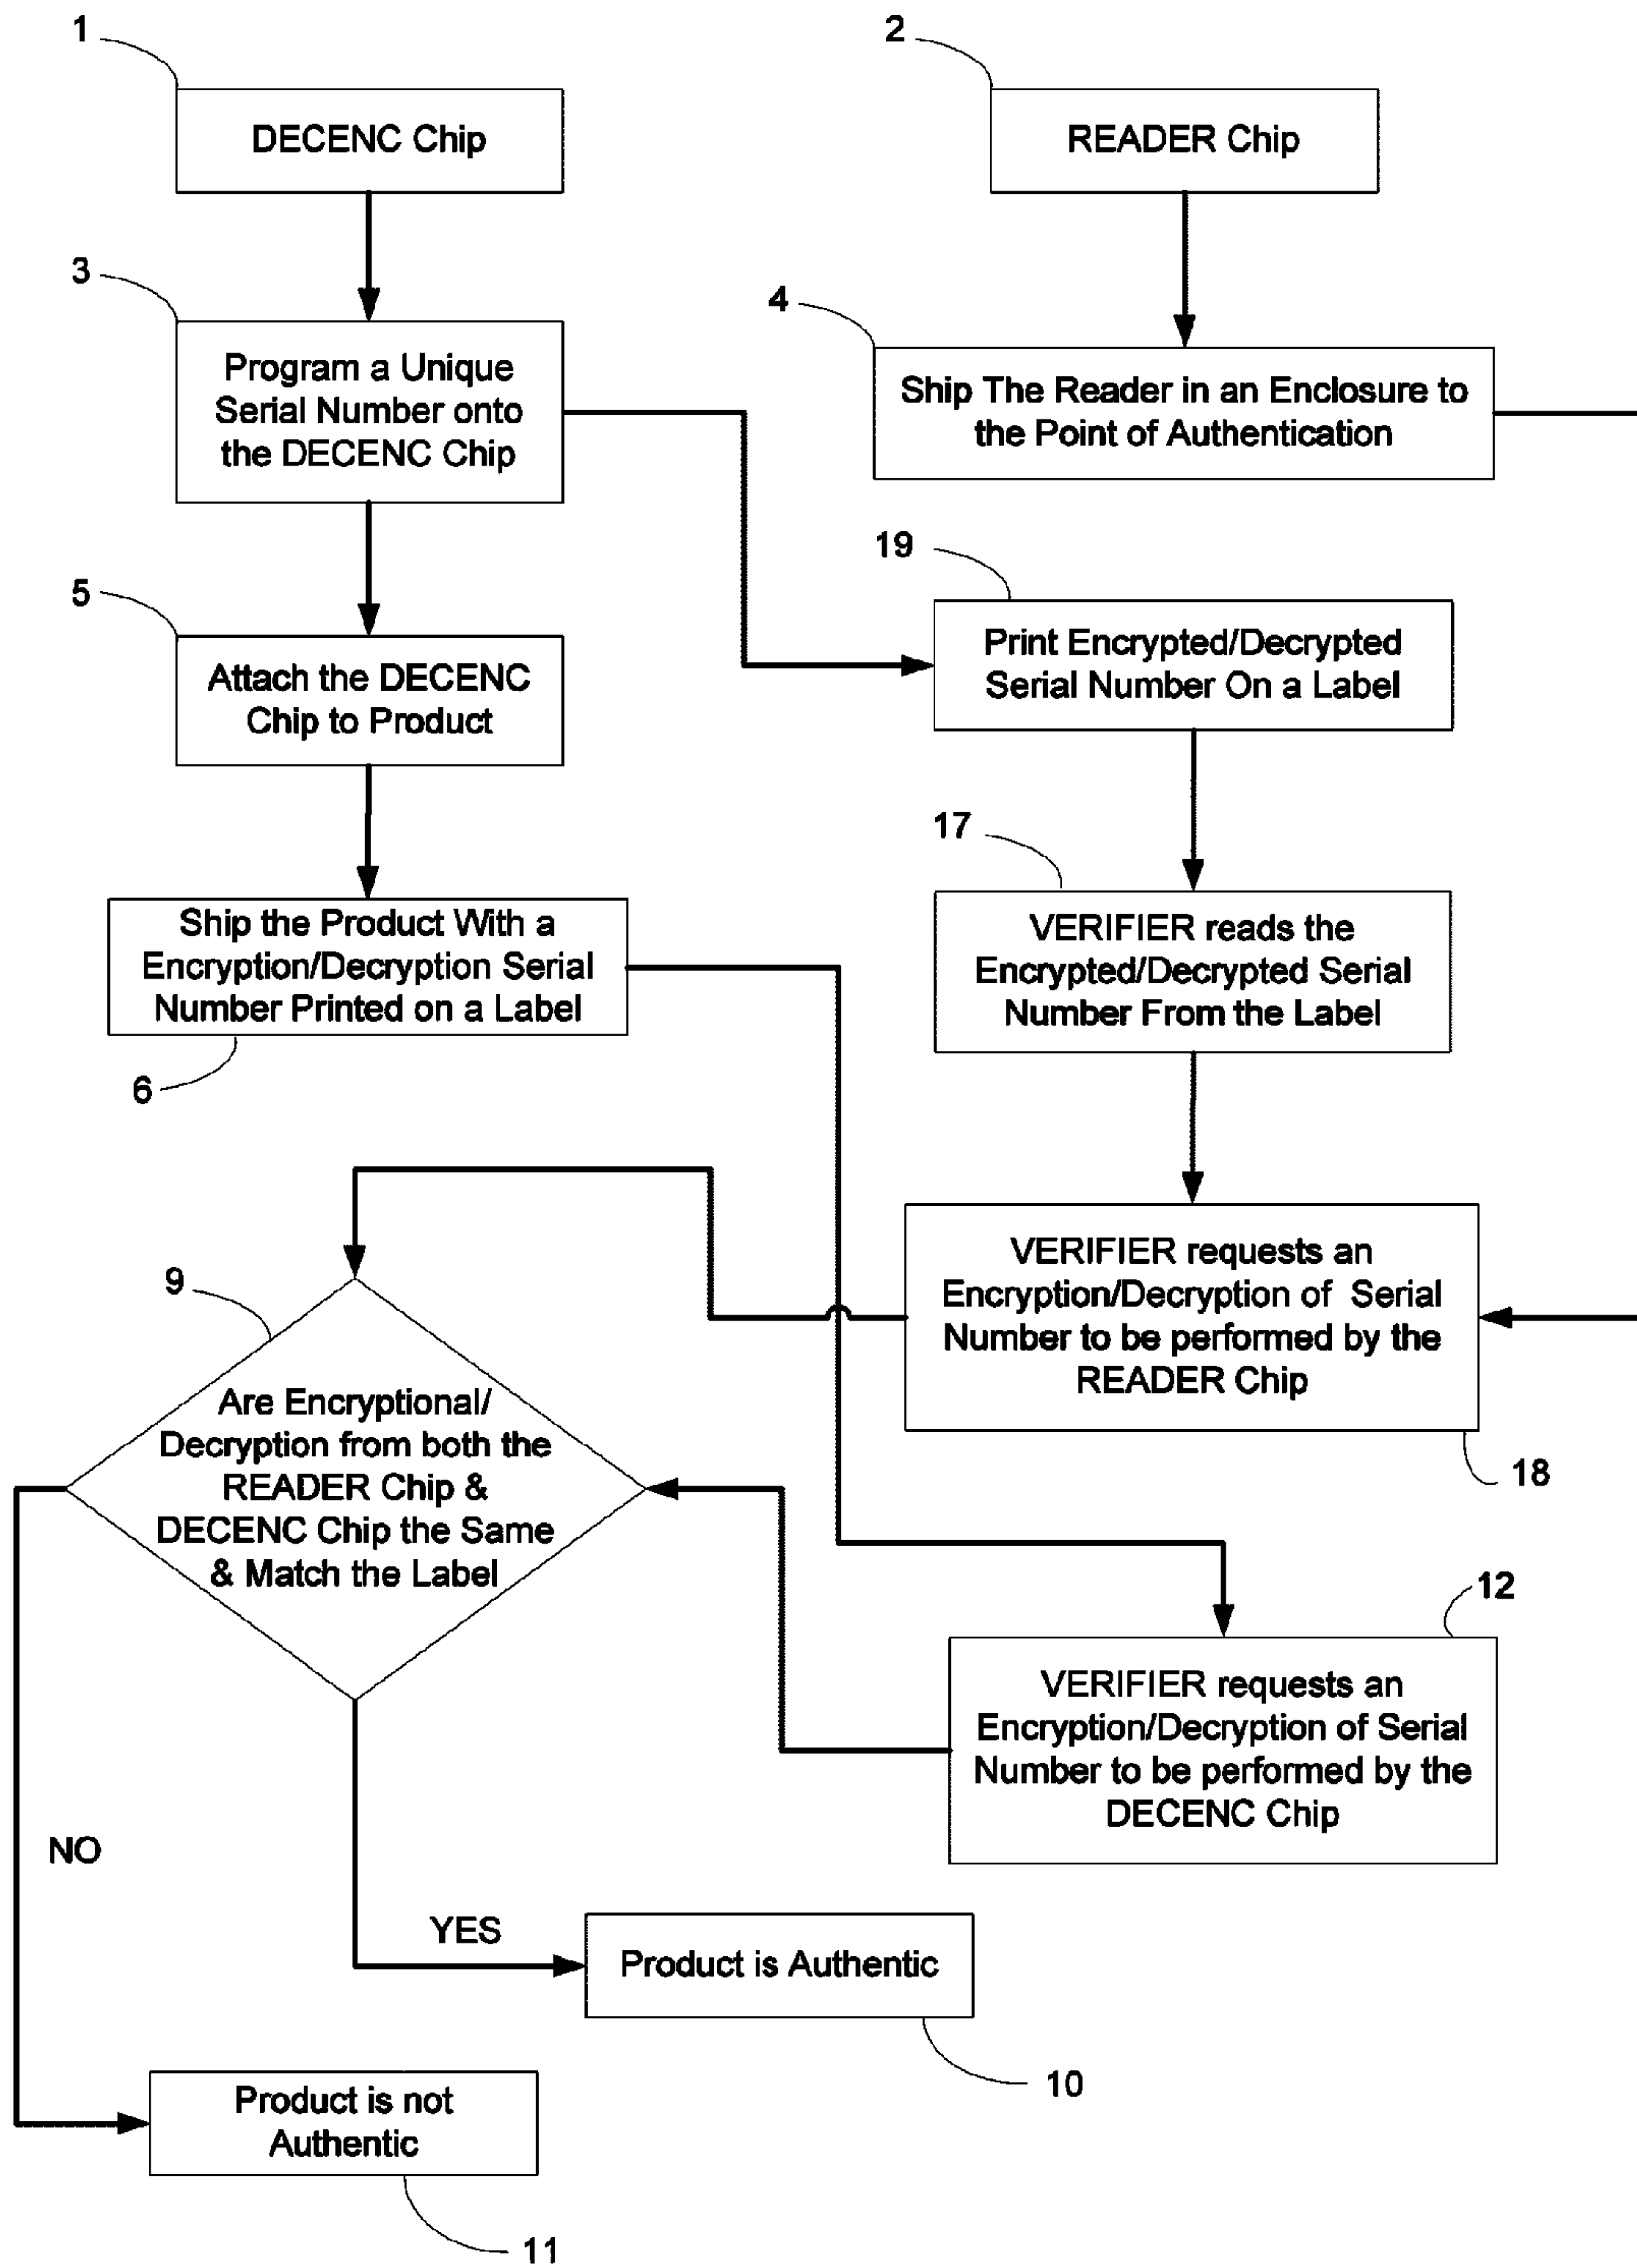 1
DECENC Chip
2
READER Chip
3
Program a Unique
Serial Number onto
the DECENC Chip
4
Ship The Reader in an Enclosure to
the Point of Authentication
19
Print Encrypted/Decrypted
Serial Number On a Label
5
Attach the DECENC
Chip to Product
17
VERIFIER reads the
Encrypted/Decrypted Serial
Number From the Label
Ship the Product With a
Encryption/Decryption Serial
Number Printed on a Label
6
VERIFIER requests an
Encryption/Decryption of Serial
Number to be performed by the
READER Chip
18
9
Are Encryptional/
Decryption from both the
READER Chip &
DECENC Chip the Same
& Match the Label
12
VERIFIER requests an
Encryption/Decryption of Serial
Number to be performed by the
DECENC Chip
NO
YES
Product is Authentic
10
Product is not
Authentic
11